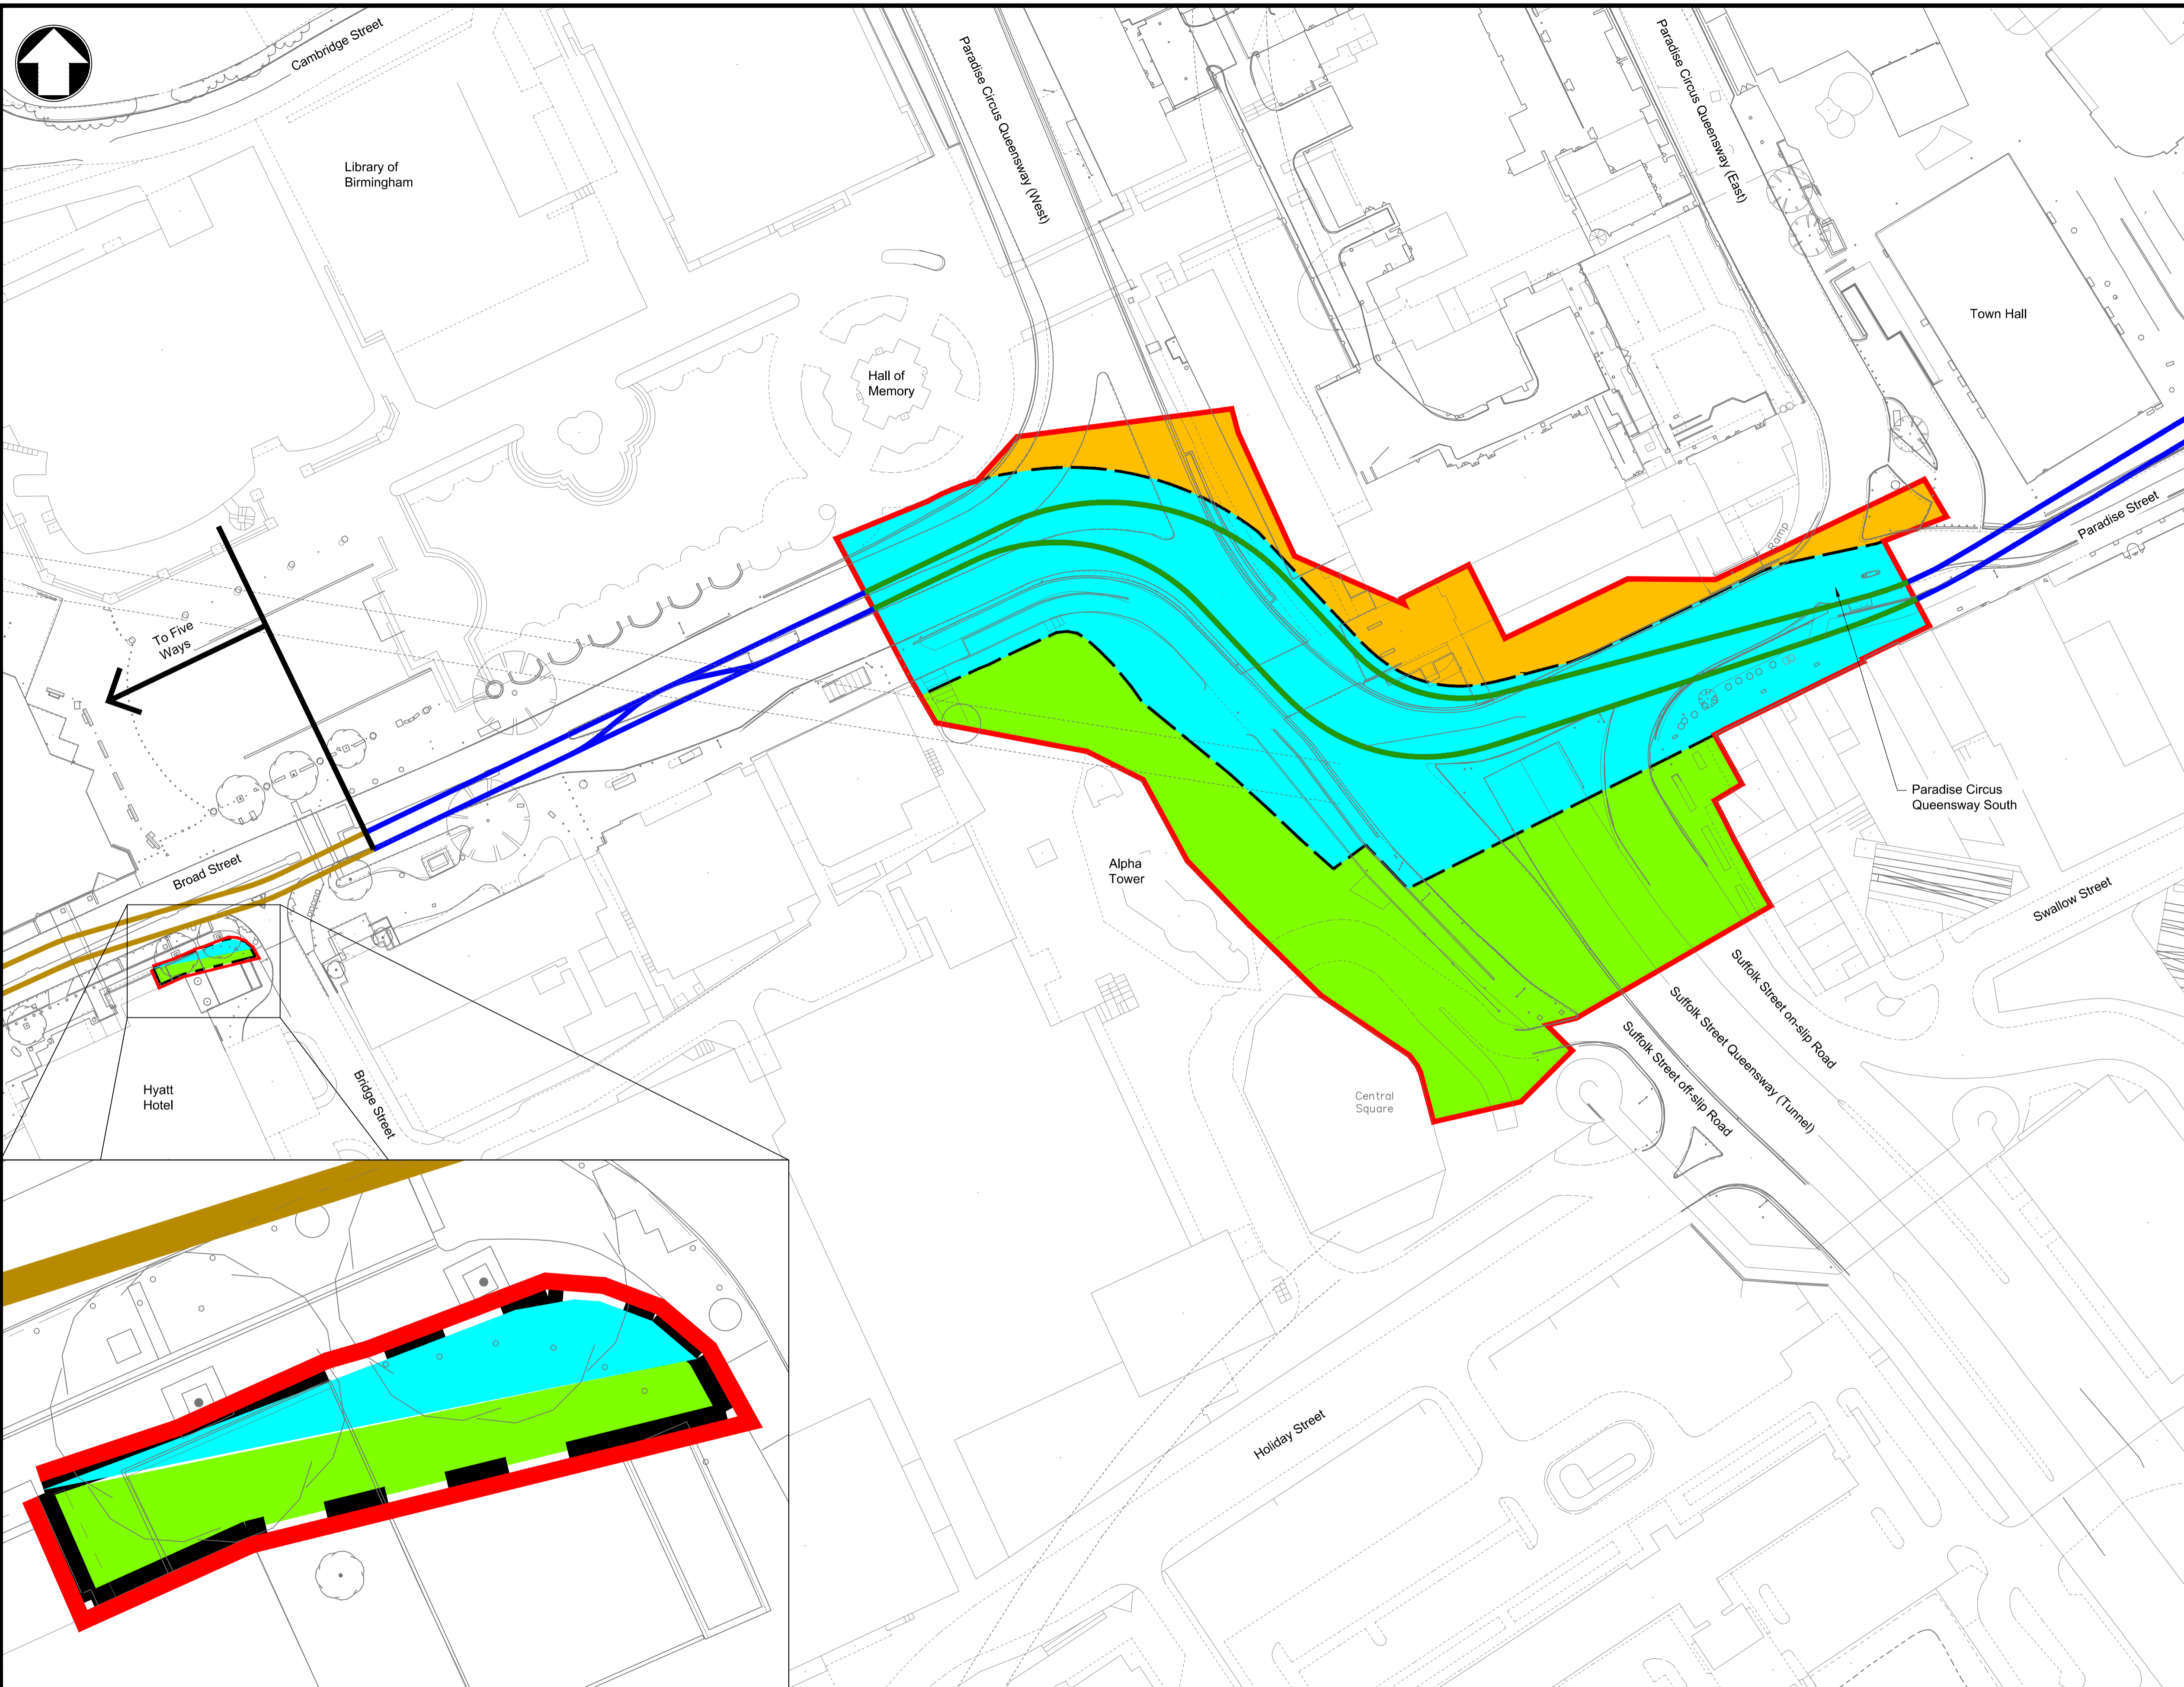 Cambridge Street
Library of
Birmingham
Paradise Circus Queensway (West)
Paradise Circus Queensway (East)
Town Hall
Hall of
Memory
Paradise Street
Ramp
To Five
Ways
Paradise Circus
Queensway South
Broad Street
Alpha
Tower
Swallow Street
Hyatt
Hotel
Bridge Street
Central
Square
Suffolk Street on-slip Road
Suffolk Street Queensway (Tunnel)
Suffolk Street off-slip Road
Holiday Street